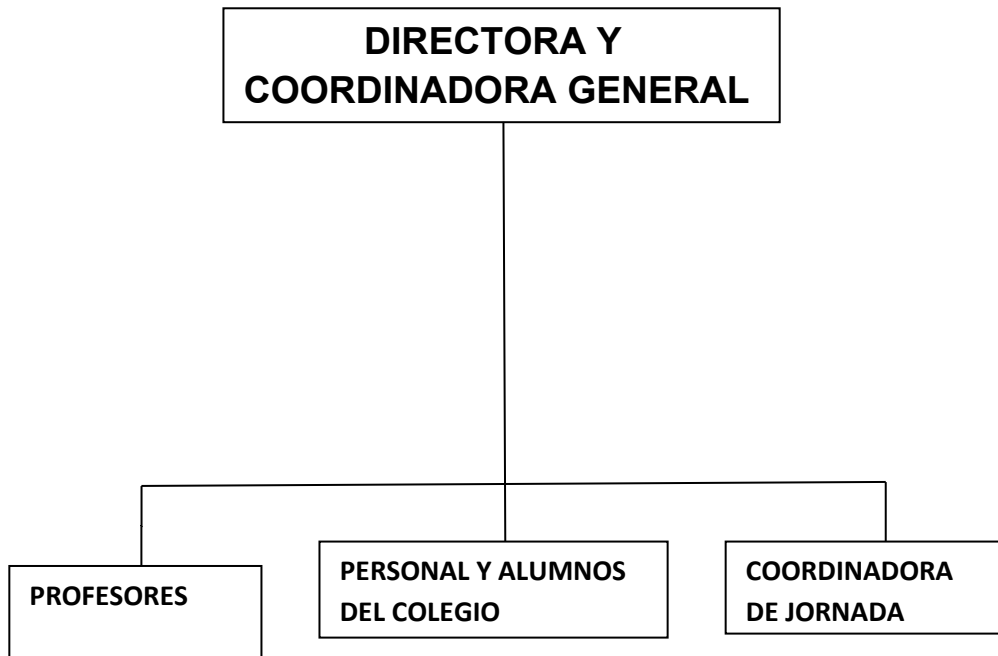 DIRECTORA Y
COORDINADORA GENERAL
PROFESORES
PERSONAL Y ALUMNOS
DEL COLEGIO
COORDINADORA
DE JORNADA